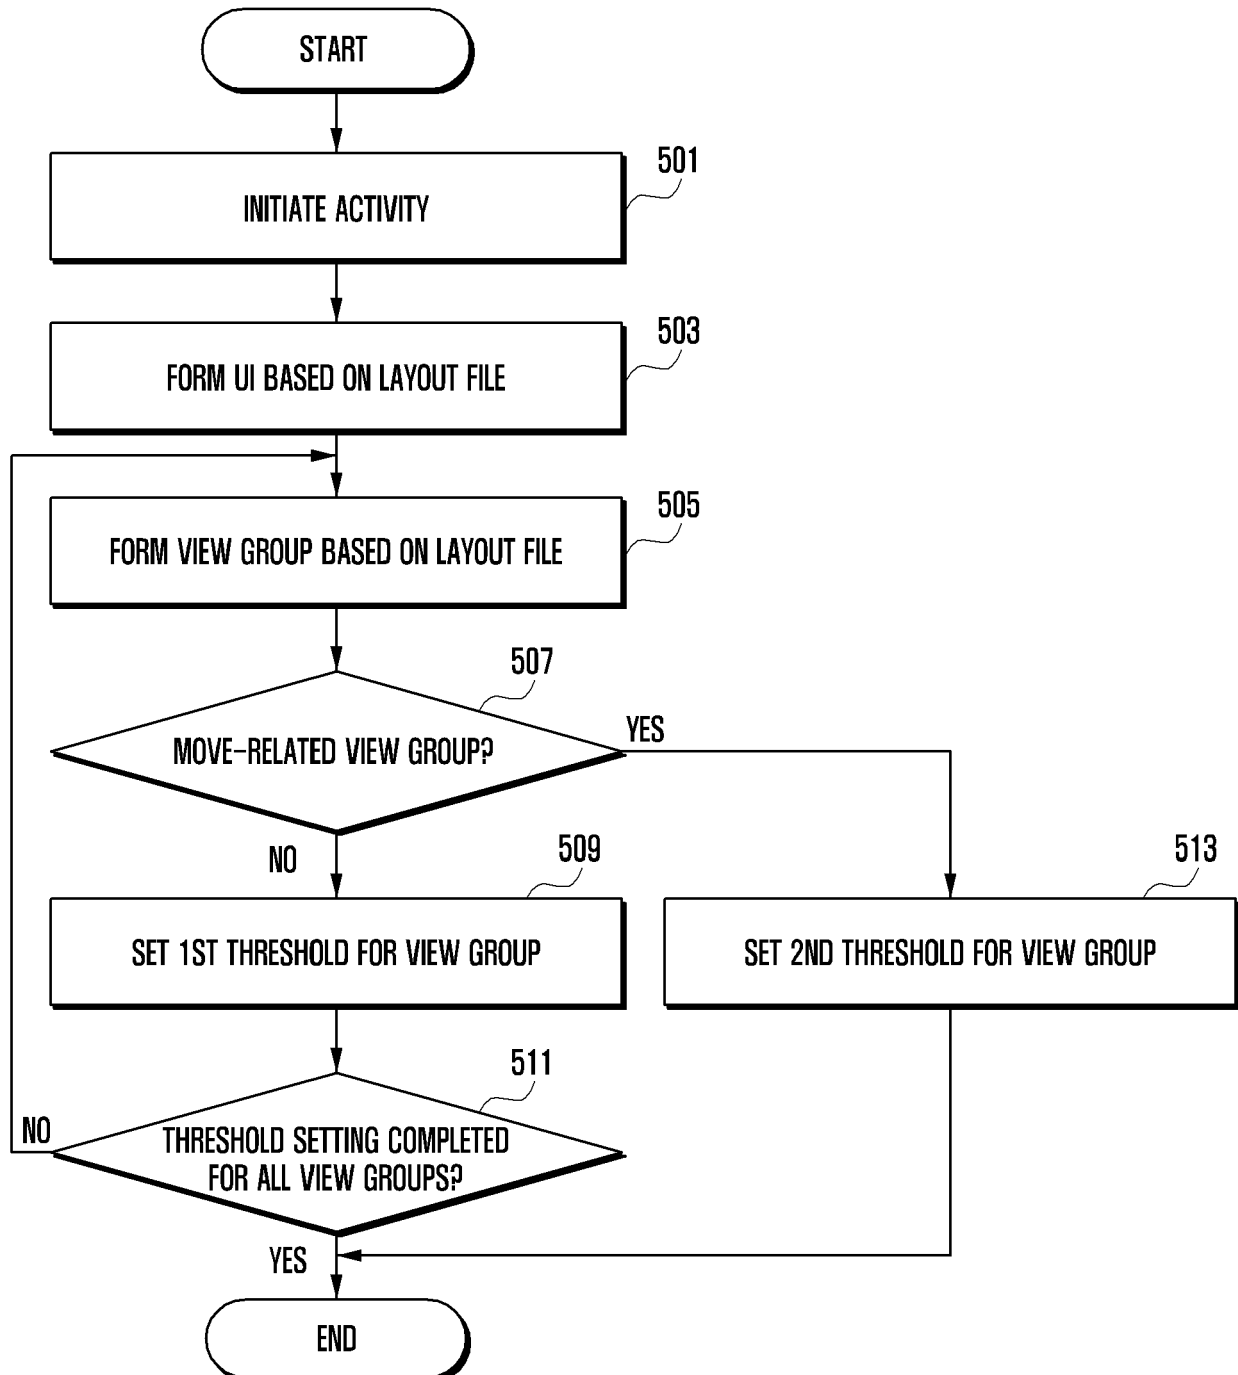 START
501
INITIATE ACTIVITY
503
FORM UI BASED ON LAYOUT FILE
505
FORM VIEW GROUP BASED ON LAYOUT FILE
507
MOVE-RELATED VIEW GROUP?
YES
NO
509
513
SET 1ST THRESHOLD FOR VIEW GROUP
SET 2ND THRESHOLD FOR VIEW GROUP
511
NO
THRESHOLD SETTING COMPLETED
FOR ALL VIEW GROUPS?
YES
END